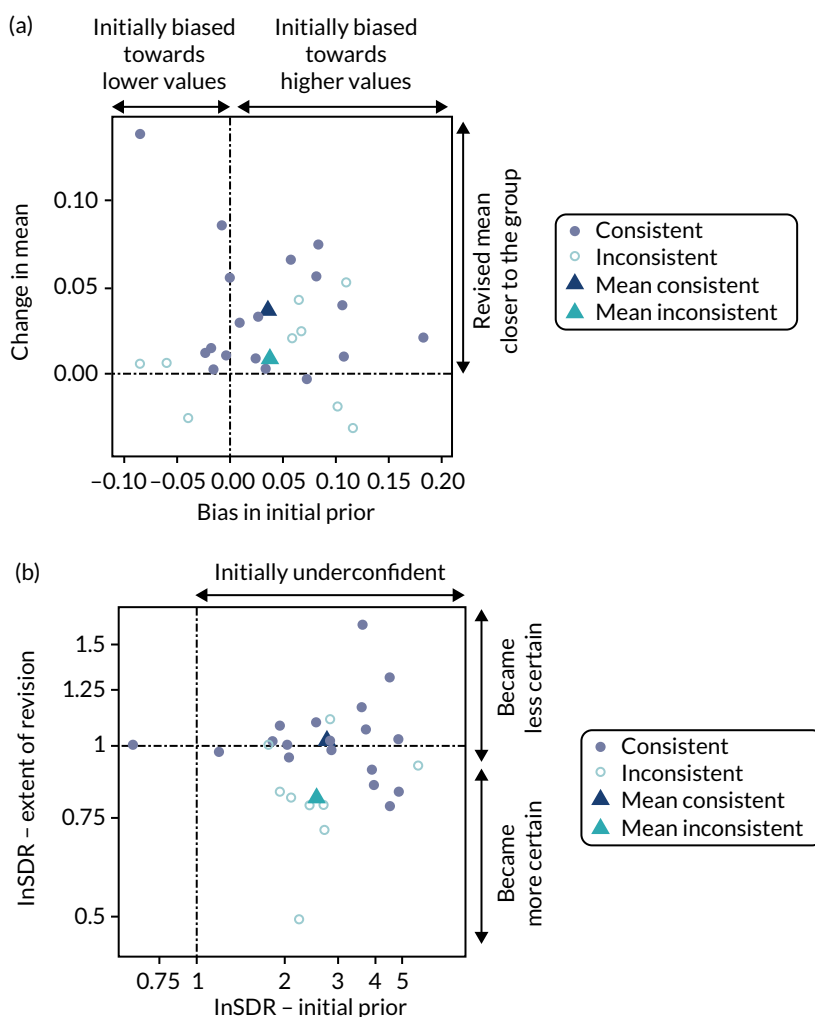 (a)
Initially biased
towards
lower values
Initially biased
towards
higher values
0.10
0.05
0.00
Change in mean
Revised mean
closer to the group
Consistent
Inconsistent
Mean consistent
Mean inconsistent
−0.10 −0.05 0.00 0.05 0.10 0.15 0.20
Bias in initial prior
(b)
Initially underconfident
1.5
1.25
1
0.75
0.5
InSDR – extent of revision
Became
less certain
Became
more certain
Consistent
Inconsistent
Mean consistent
Mean inconsistent
0.75 1 2 3 4 5
InSDR – initial prior